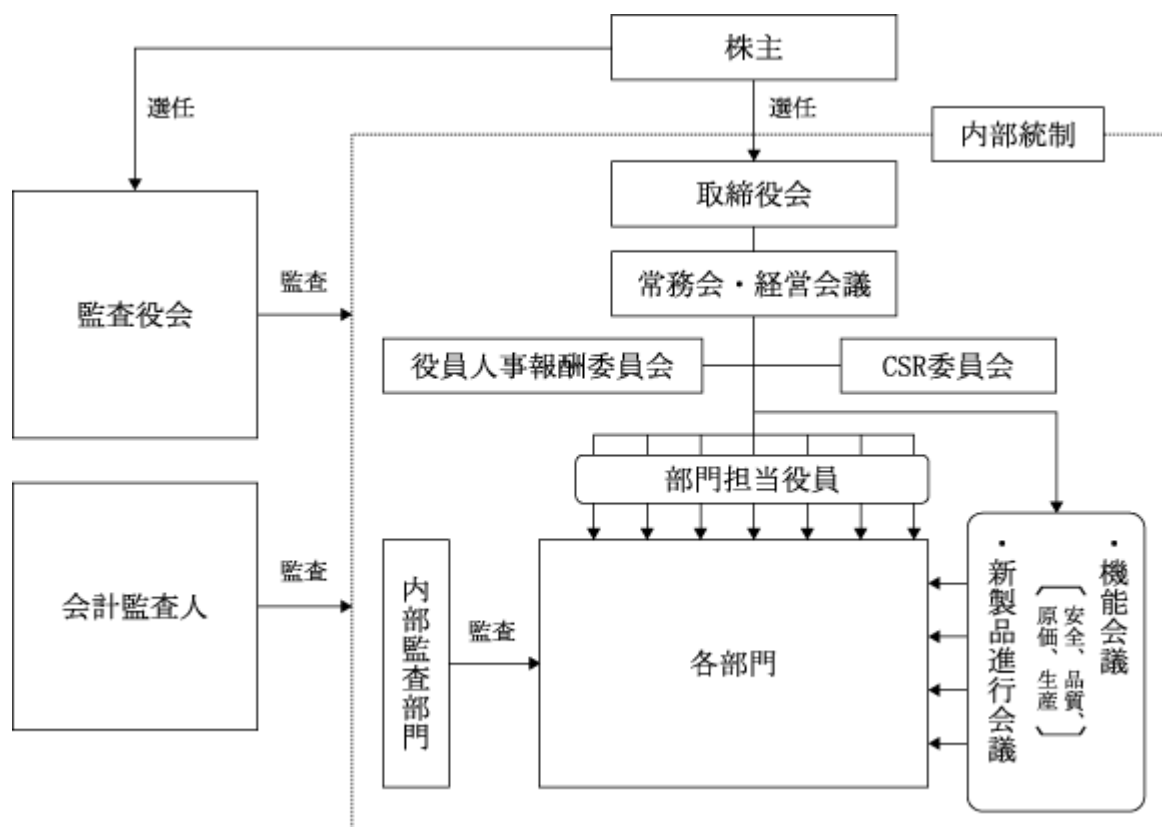 株主
選任
選任
内部統制
取締役会
監査役会
監査
常務会・経営会議
役員人事報酬委員会
CSR委員会
部門担当役員
会計監査人
監査
内部監査部門
監査
各部門
・機能会議
安全、品質、
原価、生産
・新製品進行会議